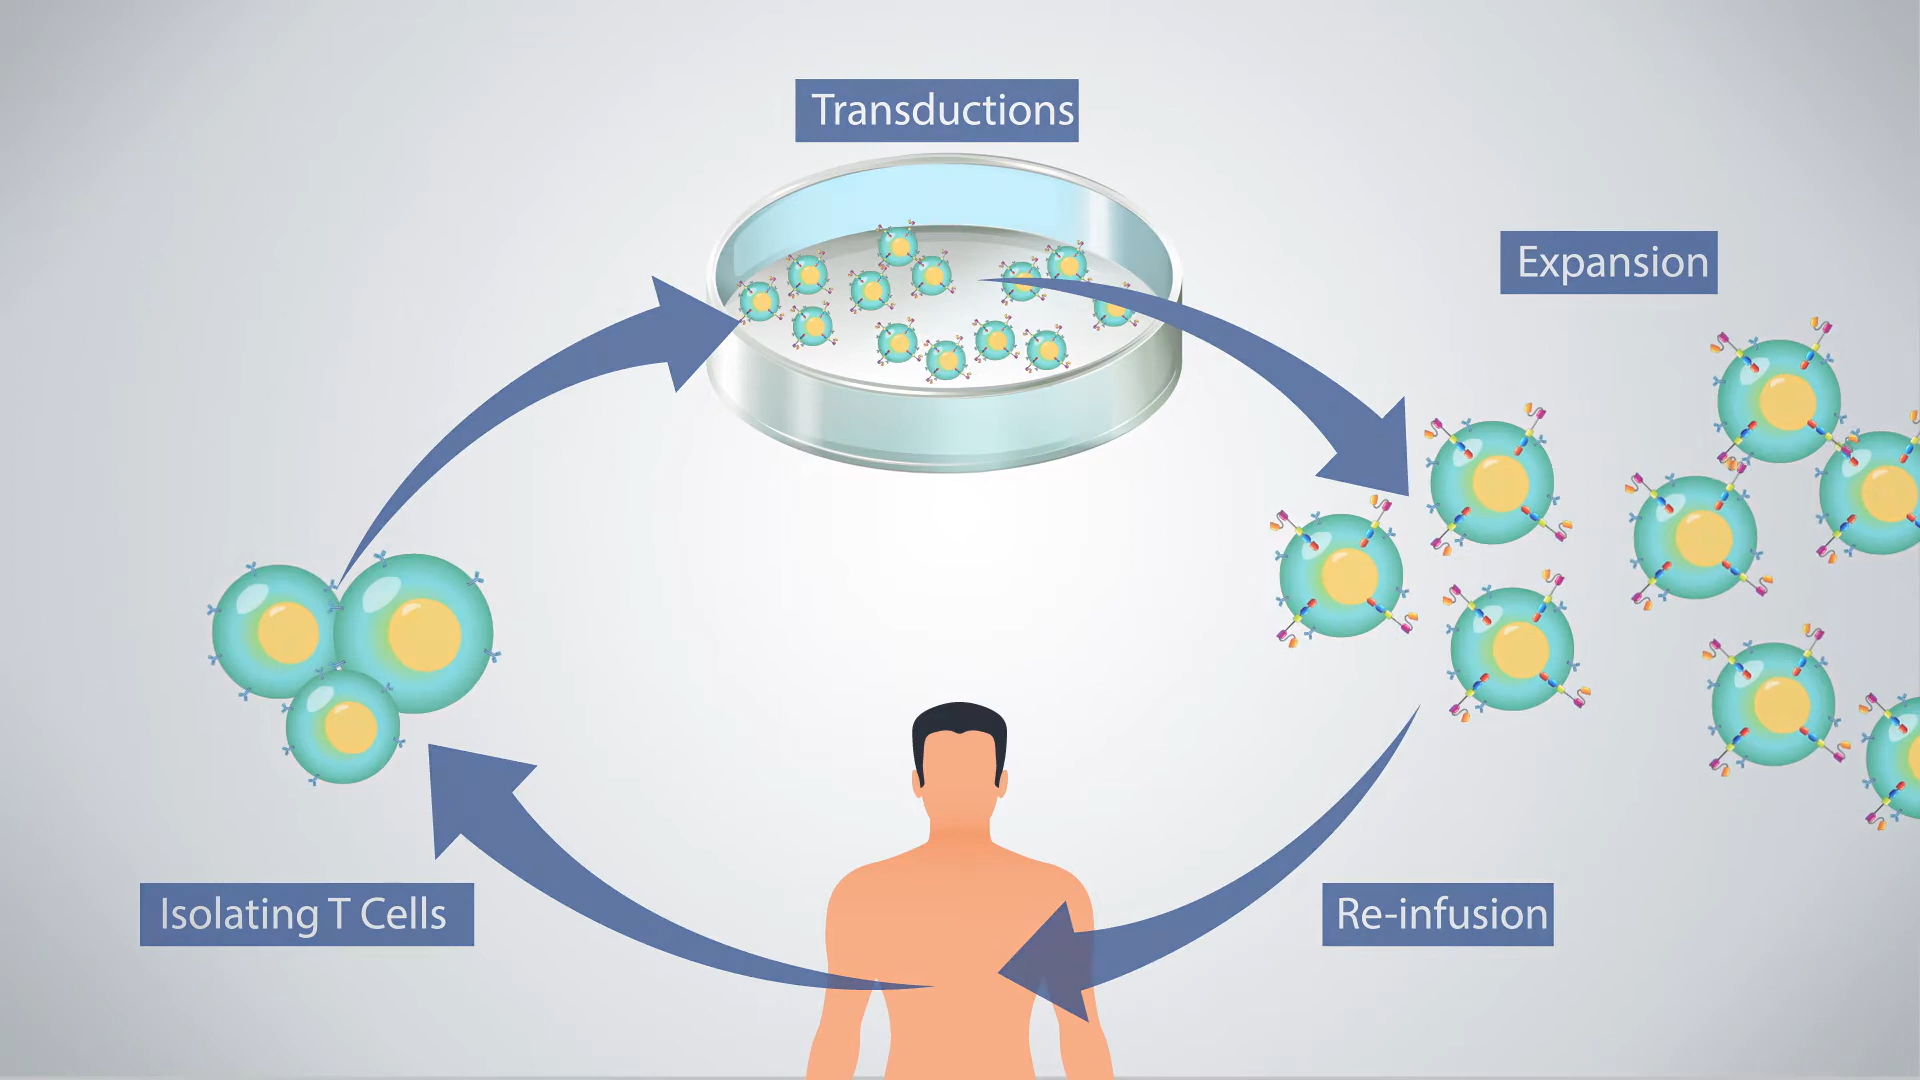 Transductions
Expansion
Isolating T Cells
Re-infusion